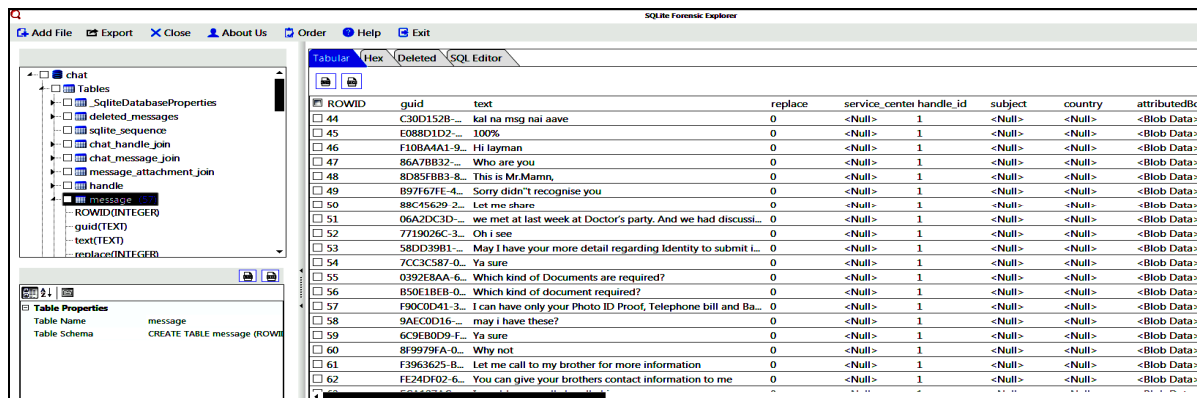 SQLite Forensic Explorer
Add File Export Close About Us Order Help Exit
chat
Tables
_SqliteDatabaseProperties
deleted_messages
sqlite_sequence
chat_handle_join
chat_message_join
message_attachment_join
handle
message
ROWID(INTEGER)
guid(TEXT)
text(TEXT)
replace(INTEGER)
Table Properties
Table Name message
Table Schema CREATE TABLE message (ROWI
Tabular Hex Deleted SQL Editor
ROWID guid text replace service_center handle_id subject country attributedBo
44 C30D152B-... kal na msg nai aave 0 <Null> 1 <Null> <Null> <Blob Data>
45 E088D1D2-... 100% 0 <Null> 1 <Null> <Null> <Blob Data>
46 F10BA4A1-9... Hi layman 0 <Null> 1 <Null> <Null> <Blob Data>
47 86A7BB32-... Who are you 0 <Null> 1 <Null> <Null> <Blob Data>
48 8D85FBB3-8... This is Mr.Mamn, 0 <Null> 1 <Null> <Null> <Blob Data>
49 B97F67FE-4... Sorry didn"t recognise you 0 <Null> 1 <Null> <Null> <Blob Data>
50 88C45629-2... Let me share 0 <Null> 1 <Null> <Null> <Blob Data>
51 06A2DC3D-... we met at last week at Doctor's party. And we had discussi... 0 <Null> 1 <Null> <Null> <Blob Data>
52 7719026C-3... Oh i see 0 <Null> 1 <Null> <Null> <Blob Data>
53 58DD39B1-... May I have your more detail regarding Identity to submit i... 0 <Null> 1 <Null> <Null> <Blob Data>
54 7CC3C587-0... Ya sure 0 <Null> 1 <Null> <Null> <Blob Data>
55 0392E8AA-6... Which kind of Documents are required? 0 <Null> 1 <Null> <Null> <Blob Data>
56 B50E1BEB-0... Which kind of document required? 0 <Null> 1 <Null> <Null> <Blob Data>
57 F90C0D41-3... I can have only your Photo ID Proof, Telephone bill and Ba... 0 <Null> 1 <Null> <Null> <Blob Data>
58 9AEC0D16-... may i have these? 0 <Null> 1 <Null> <Null> <Blob Data>
59 6C9EB0D9-F... Ya sure 0 <Null> 1 <Null> <Null> <Blob Data>
60 8F9979FA-0... Why not 0 <Null> 1 <Null> <Null> <Blob Data>
61 F3963625-B... Let me call to my brother for more information 0 <Null> 1 <Null> <Null> <Blob Data>
62 FE24DF02-6... You can give your brothers contact information to me 0 <Null> 1 <Null> <Null> <Blob Data>